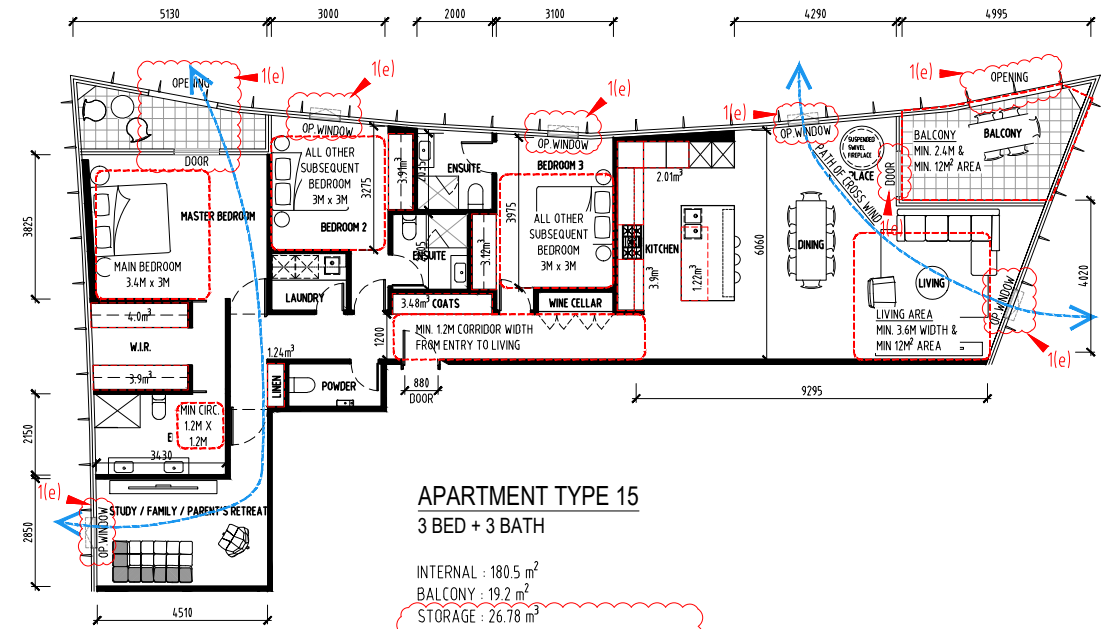 5130
3000
2000
3100
4290
4995
1(e)
OPENING
1(e)
OP.WINDOW
1(e)
OP.WINDOW
1(e)
OP.WINDOW
1(e)
OPENING
DOOR
ALL OTHER
SUBSEQUENT
BEDROOM
3M x 3M
BEDROOM 2
3275
3.91m³
ENSUITE
BEDROOM 3
3975
ALL OTHER
SUBSEQUENT
BEDROOM
3M x 3M
2.01m³
SUSPENDED
SWIVEL
FIREPLACE
PLACE
PATH OF CROSS WIND
DOOR
1(e)
BALCONY
MIN. 2.4M &
MIN. 12M² AREA
BALCONY
3825
MASTER BEDROOM
MAIN BEDROOM
3.4M x 3M
ENSUITE
3.12m³
KITCHEN
3.9m³
1.22m³
6060
DINING
LIVING
LIVING AREA
MIN. 3.6M WIDTH &
MIN 12M² AREA
OP.WINDOW
1(e)
4020
LAUNDRY
3.48m³ COATS
WINE CELLAR
4.0m³
W.I.R.
3.9m³
1200
MIN. 1.2M CORRIDOR WIDTH
FROM ENTRY TO LIVING
1.24m³
LINEN
POWDER
880
DOOR
9295
2150
MIN CIRC.
1.2M X
1.2M
3430
1(e)
OP.WINDOW
STUDY / FAMILY / PARENT'S RETREAT
2850
4510
APARTMENT TYPE 15
3 BED + 3 BATH
INTERNAL : 180.5 m²
BALCONY : 19.2 m²
STORAGE : 26.78 m³